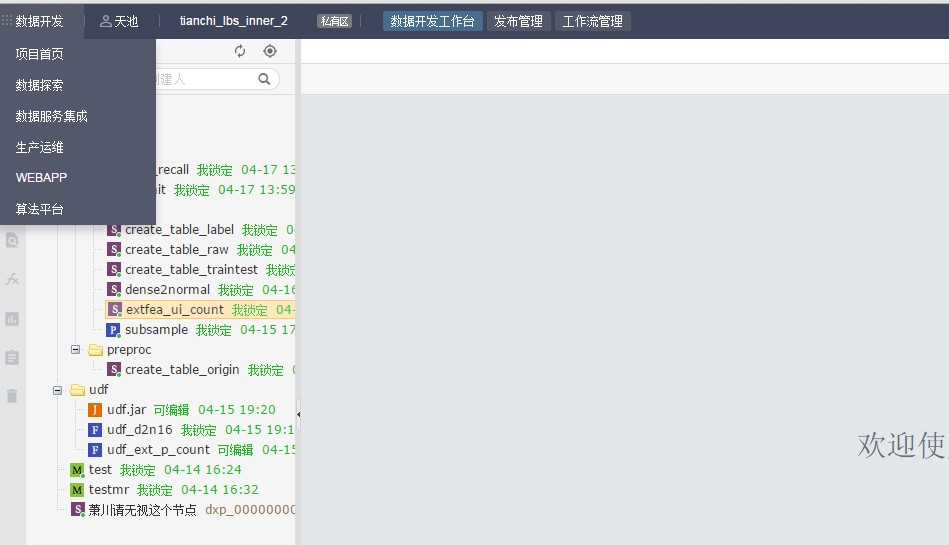 数据开发 天池 tianchi_lbs_inner_2 私有区 数据开发工作台 发布管理 工作流管理
项目首页
数据探索
建人
数据服务集成
生产运维
_recall 我锁定 04-17 13
WEBAPP
it 我锁定 04-17 13:59
算法平台
create_table_label 我锁定 0
create_table_raw 我锁定 04
create_table_traintest 我锁定
dense2normal 我锁定 04-16
extfea_ui_count 我锁定 04-
subsample 我锁定 04-15 17
preproc
create_table_origin 我锁定
udf
udf.jar 可编辑 04-15 19:20
udf_d2n16 我锁定 04-15 19:1
udf_ext_p_count 可编辑 04-15
欢迎使
test 我锁定 04-14 16:24
testmr 我锁定 04-14 16:32
萧川请无视这个节点 dxp_00000000